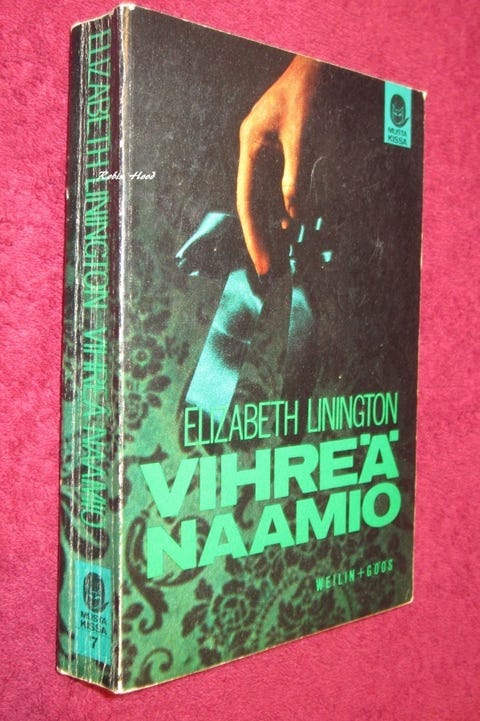 MUSTA
KISSA
ELIZABETH LININGTON
VIHREÄ
NAAMIO
WEILIN+GÖÖS
ELIZABETH LININGTON VIHREÄ NAAMIO
MUSTA
KISSA
7
Robin Hood